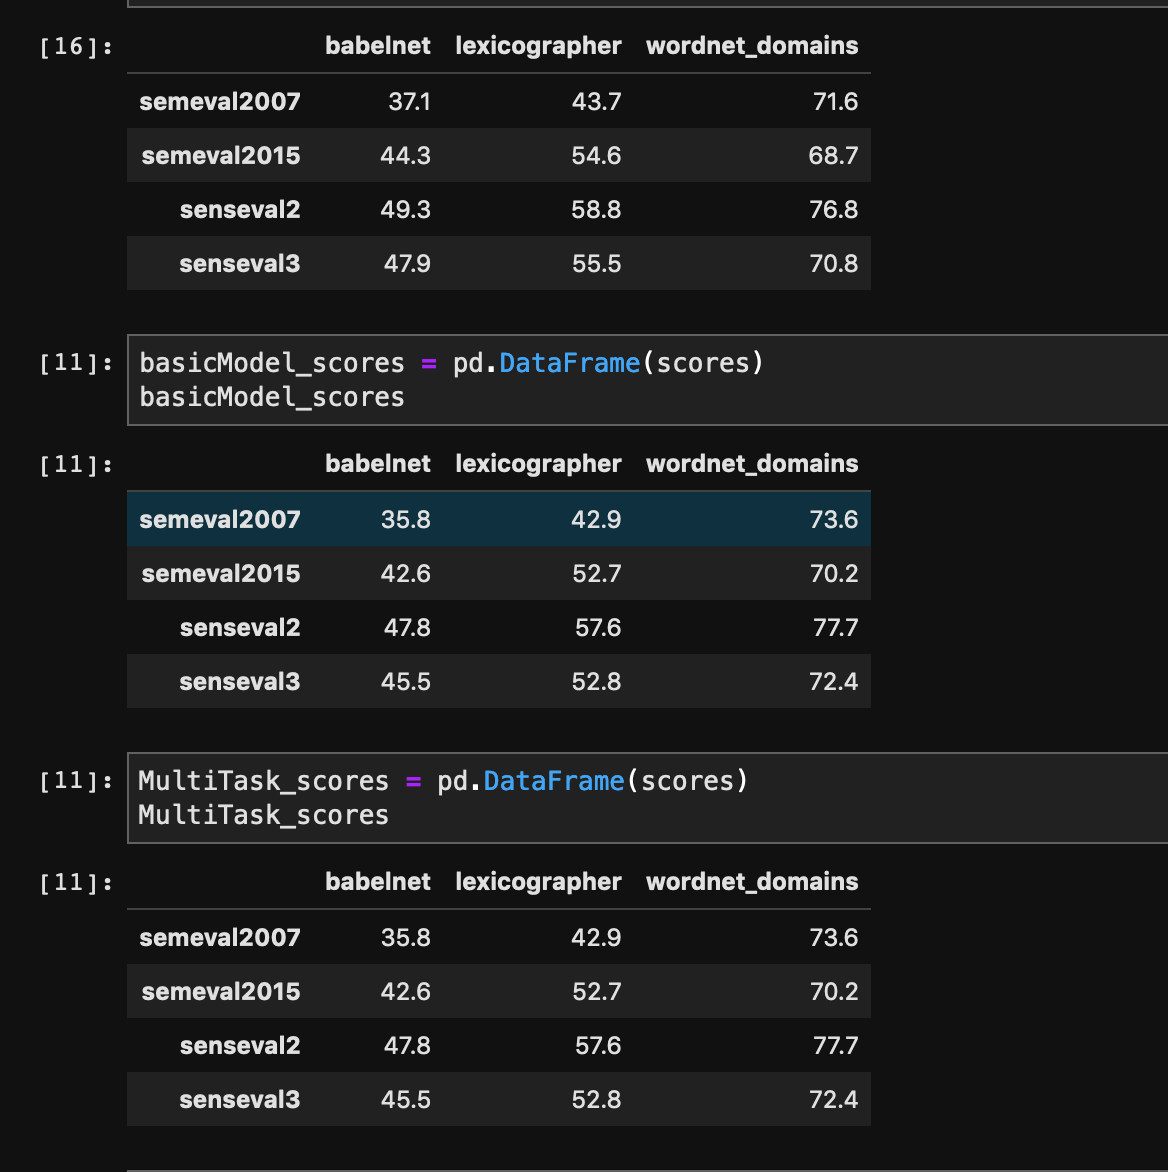 [16]:
babelnet lexicographer wordnet_domains
semeval2007 37.1 43.7 71.6
semeval2015 44.3 54.6 68.7
senseval2 49.3 58.8 76.8
senseval3 47.9 55.5 70.8
[11]: basicModel_scores = pd.DataFrame(scores)
basicModel_scores
[11]:
babelnet lexicographer wordnet_domains
semeval2007 35.8 42.9 73.6
semeval2015 42.6 52.7 70.2
senseval2 47.8 57.6 77.7
senseval3 45.5 52.8 72.4
[11]: MultiTask_scores = pd.DataFrame(scores)
MultiTask_scores
[11]:
babelnet lexicographer wordnet_domains
semeval2007 35.8 42.9 73.6
semeval2015 42.6 52.7 70.2
senseval2 47.8 57.6 77.7
senseval3 45.5 52.8 72.4